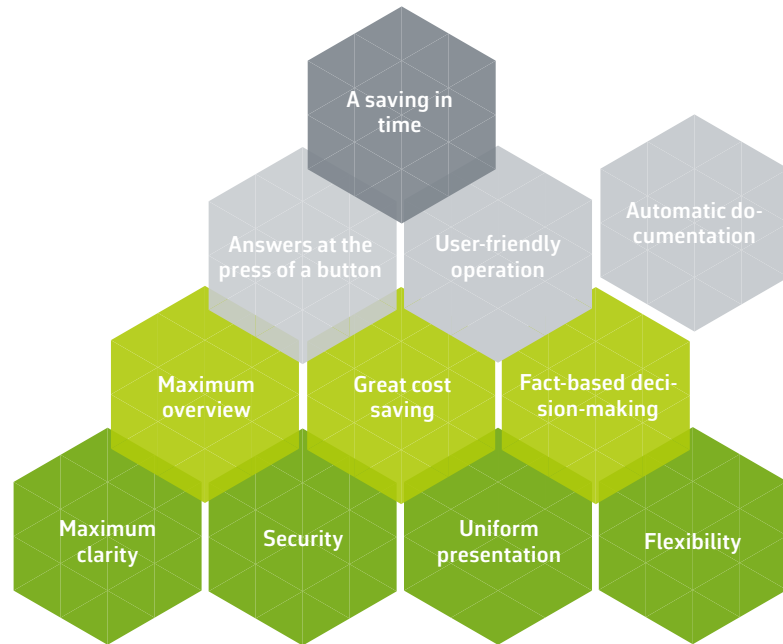 A saving in
time
Answers at the
press of a button
User-friendly
operation
Automatic do-
cumentation
Maximum
overview
Great cost
saving
Fact-based deci-
sion-making
Maximum
clarity
Security
Uniform
presentation
Flexibility